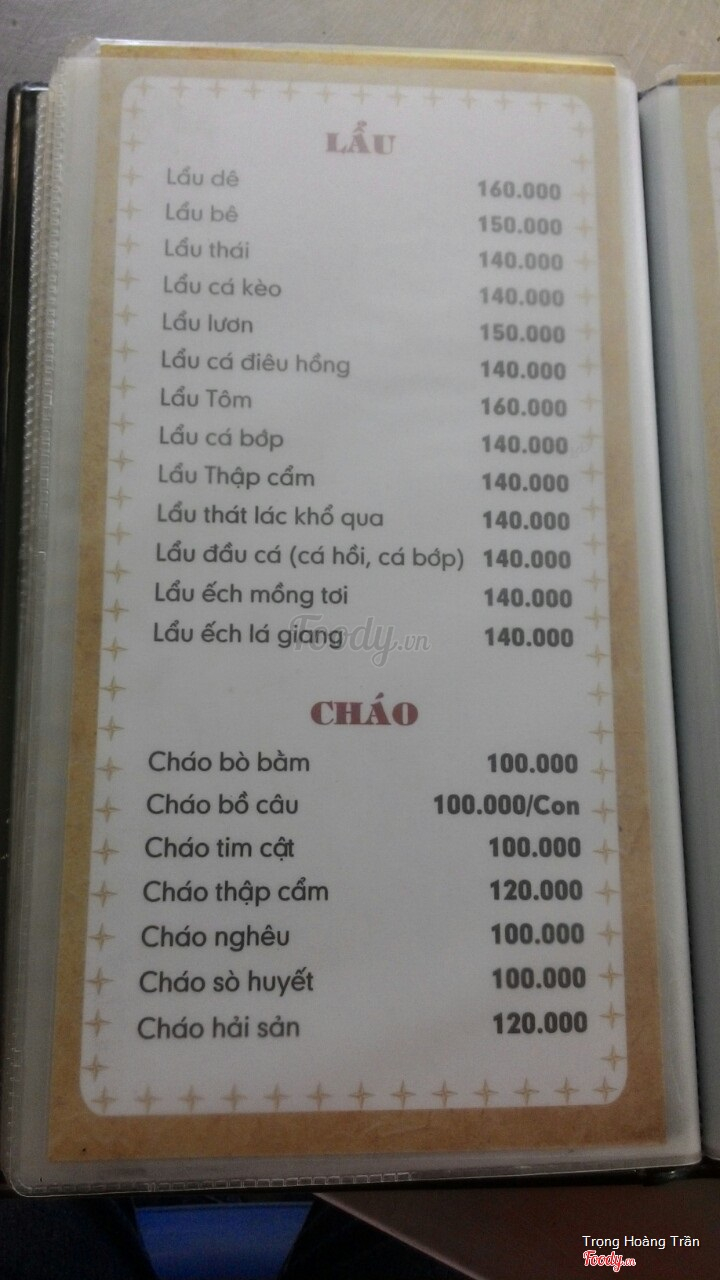 LẨU
Lẩu dê 160.000
Lẩu bê 150.000
Lẩu thái 140.000
Lẩu cá kèo 140.000
Lẩu lươn 150.000
Lẩu cá điêu hồng 140.000
Lẩu Tôm 160.000
Lẩu cá bớp 140.000
Lẩu Thập cẩm 140.000
Lẩu thát lác khổ qua 140.000
Lẩu đầu cá (cá hồi, cá bớp) 140.000
Lẩu ếch mồng tơi 140.000
Lẩu ếch lá giang 140.000
Foody.vn
CHÁO
Cháo bò bằm 100.000
Cháo bồ câu 100.000/Con
Cháo tim cật 100.000
Cháo thập cẩm 120.000
Cháo nghêu 100.000
Cháo sò huyết 100.000
Cháo hải sản 120.000
Trọng Hoàng Trần
Foody.vn